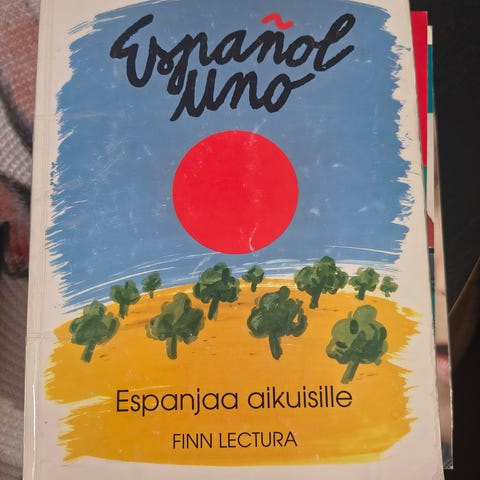 Español
uno
Espanjaa aikuisille
FINN LECTURA